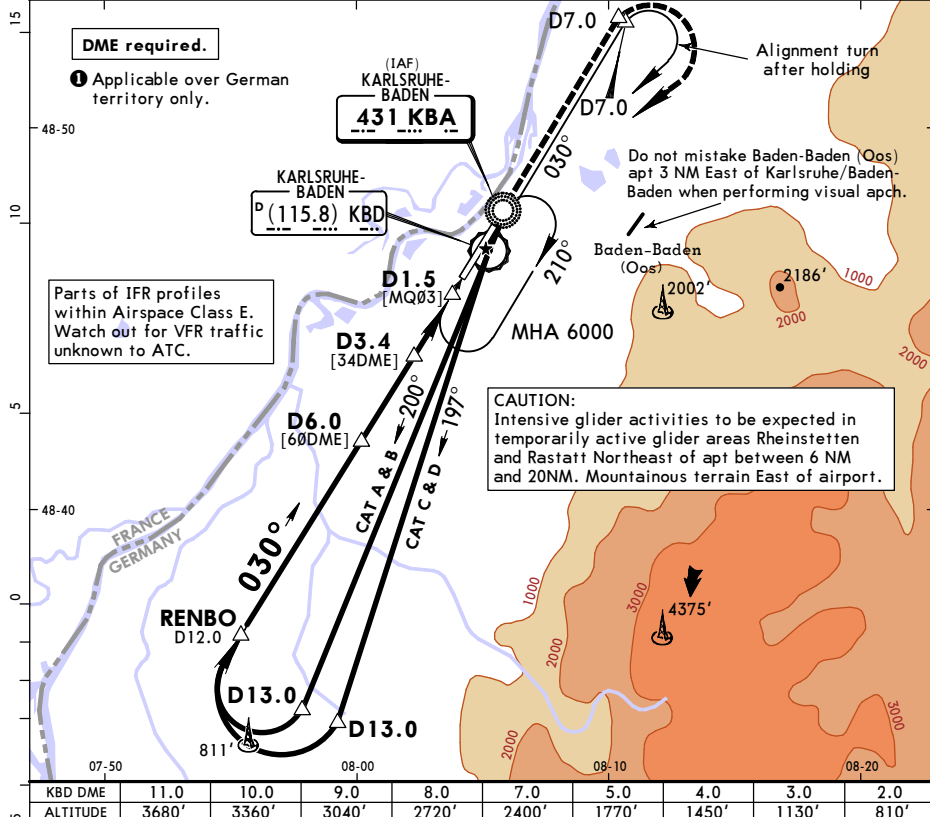 15
DME required.
❶ Applicable over German
territory only.
(IAF)
KARLSRUHE-
BADEN
431 KBA
D7.0
D7.0
Alignment turn
after holding
48-50
030°
KARLSRUHE-
BADEN
D (115.8) KBD
Do not mistake Baden-Baden (Oos)
apt 3 NM East of Karlsruhe/Baden-
Baden when performing visual apch.
10
210°
Baden-Baden
(Oos)
1000
2186'
2002'
2000
2000
D1.5
[MQØ3]
Parts of IFR profiles
within Airspace Class E.
Watch out for VFR traffic
unknown to ATC.
MHA 6000
D3.4
[34DME]
200°
197°
CAUTION:
Intensive glider activities to be expected in
temporarily active glider areas Rheinstetten
and Rastatt Northeast of apt between 6 NM
and 20NM. Mountainous terrain East of airport.
5
D6.0
[6ØDME]
CAT A & B
CAT C & D
48-40
FRANCE
GERMANY
030°
1000
3000
4375'
0
RENBO
D12.0
2000
D13.0
D13.0
811'
3000
2000
07-50
08-00
08-10
08-20
KBD DME 11.0 10.0 9.0 8.0 7.0 5.0 4.0 3.0 2.0
ALTITUDE 3680' 3360' 3040' 2720' 2400' 1770' 1450' 1130' 810'